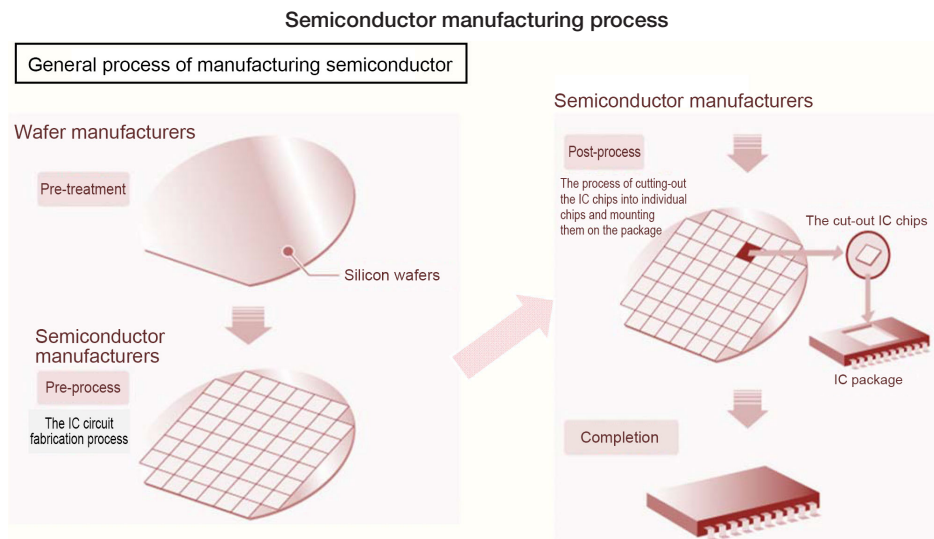 Semiconductor manufacturing process
General process of manufacturing semiconductor
Wafer manufacturers
Pre-treatment
Silicon wafers
Semiconductor
manufacturers
Pre-process
The IC circuit
fabrication process
Semiconductor manufacturers
Post-process
The process of cutting-out
the IC chips into individual
chips and mounting
them on the package
The cut-out IC chips
IC package
Completion